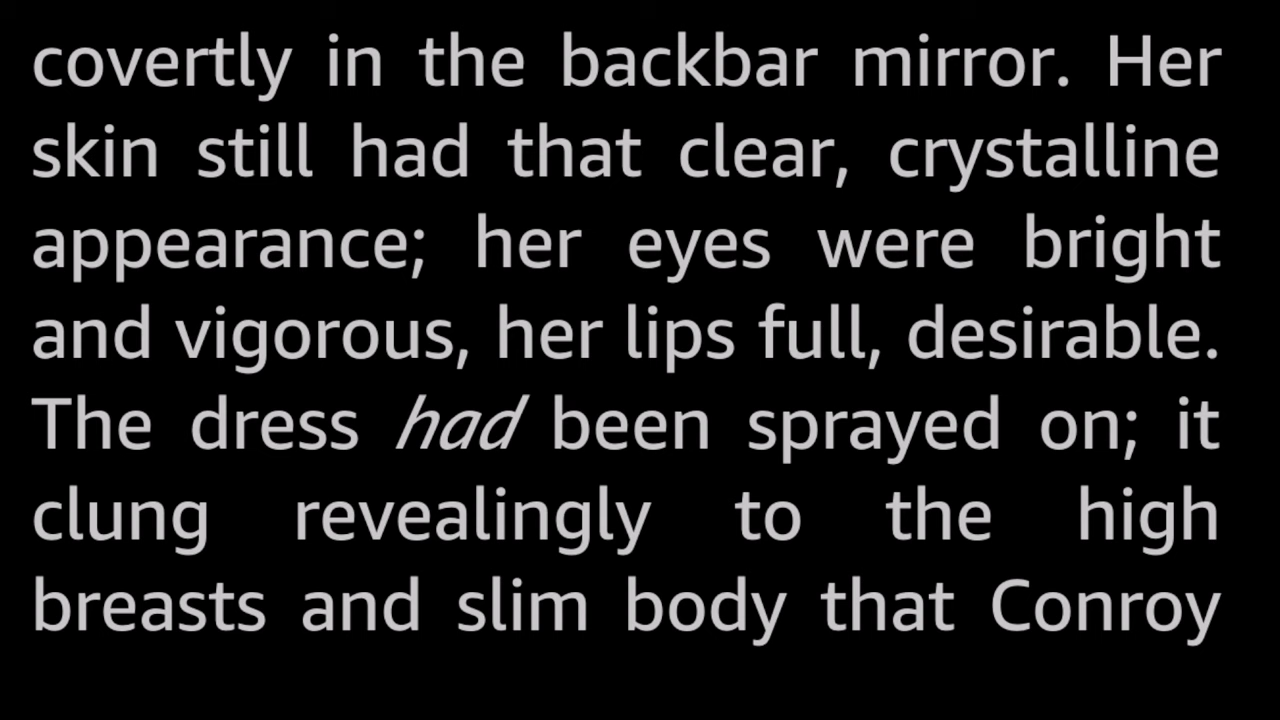 covertly in the backbar mirror. Her
skin still had that clear, crystalline
appearance; her eyes were bright
and vigorous, her lips full, desirable.
The dress had been sprayed on; it
clung revealingly to the high
breasts and slim body that Conroy